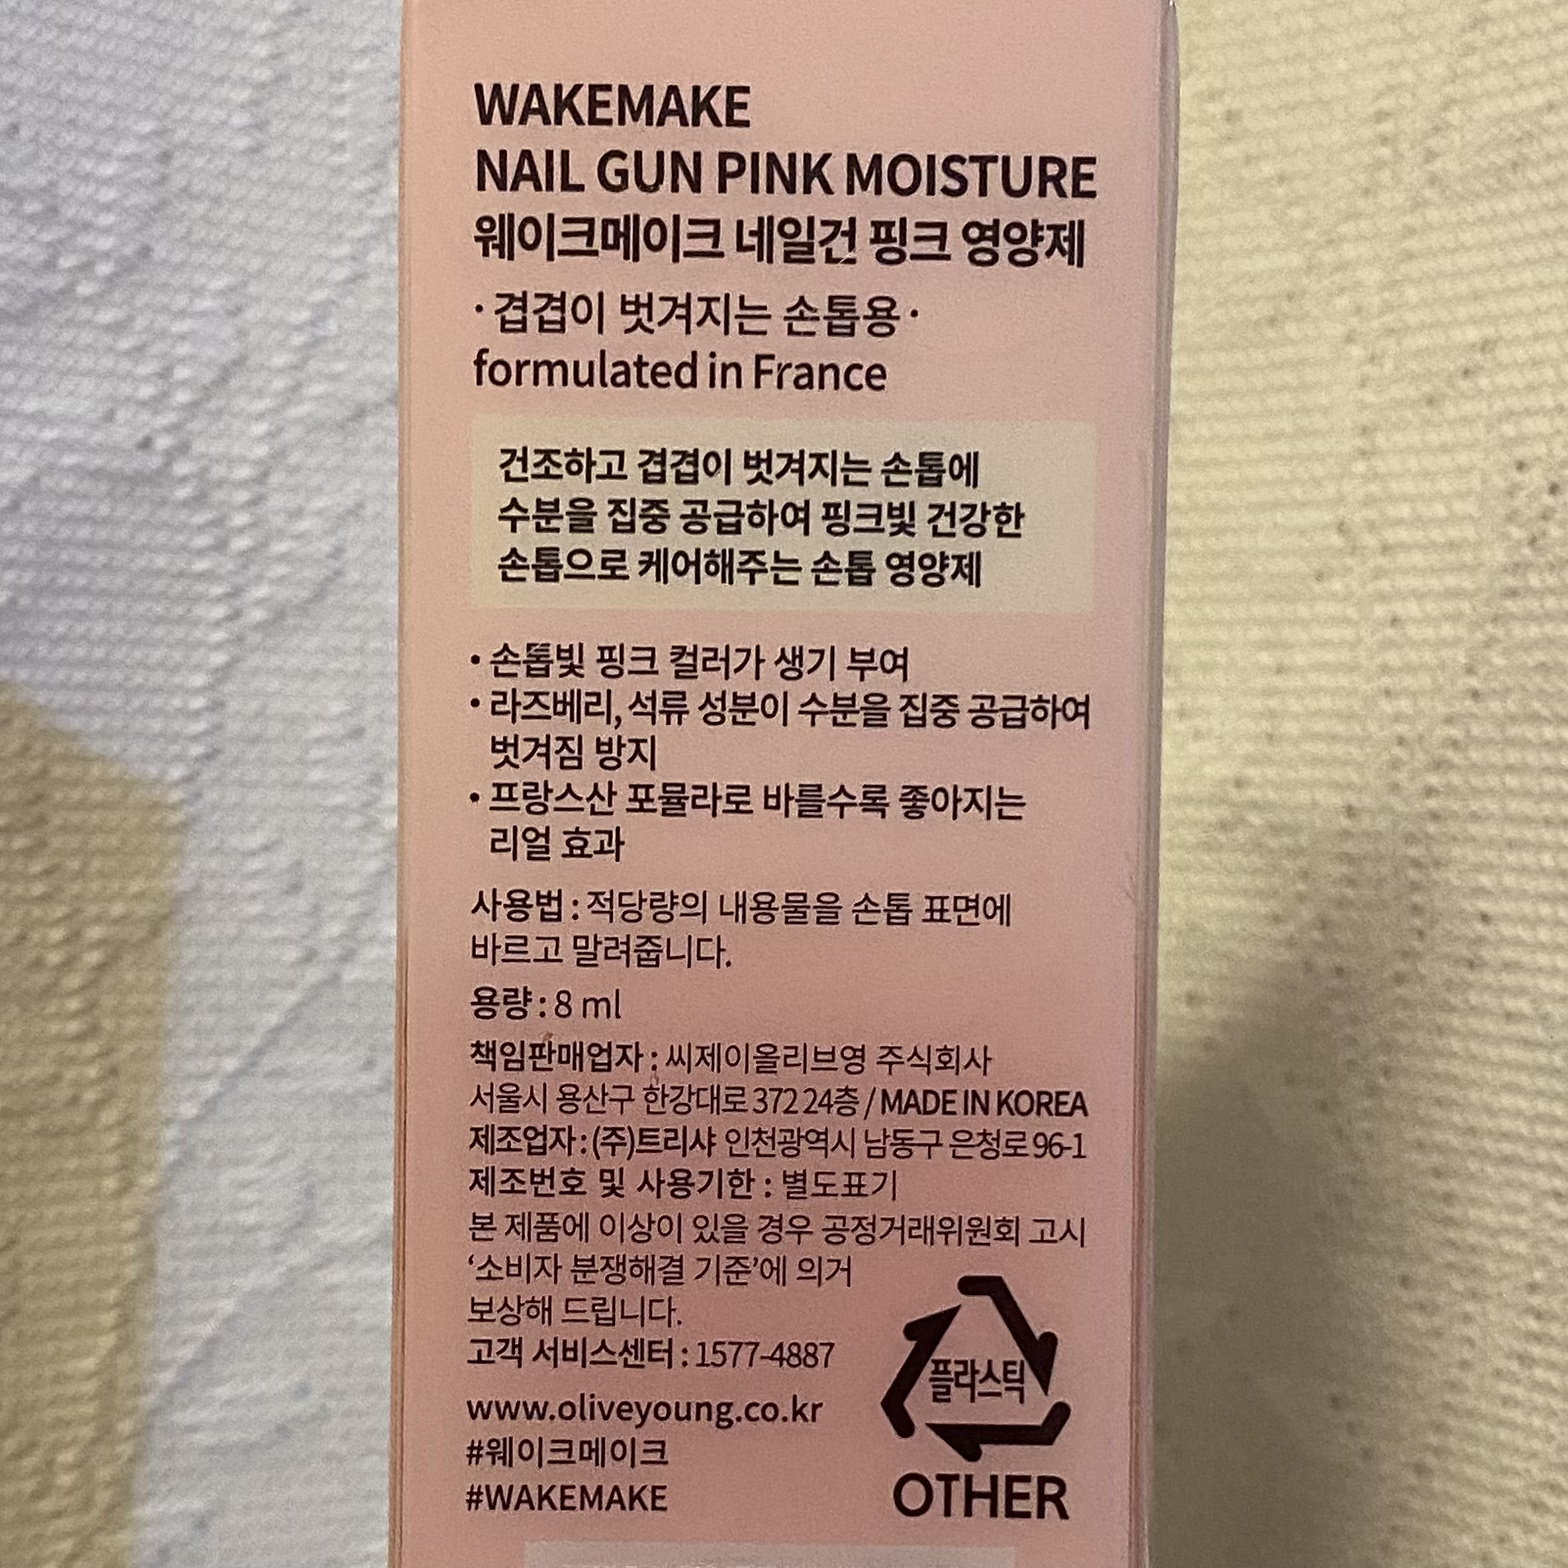 WAKEMAKE
NAIL GUN PINK MOISTURE
웨이크메이크 네일건 핑크 영양제
· 겹겹이 벗겨지는 손톱용 ·
formulated in France
건조하고 겹겹이 벗겨지는 손톱에
수분을 집중 공급하여 핑크빛 건강한
손톱으로 케어해주는 손톱 영양제
• 손톱빛 핑크 컬러가 생기 부여
• 라즈베리, 석류 성분이 수분을 집중 공급하여
벗겨짐 방지
• 프랑스산 포뮬라로 바를수록 좋아지는
리얼 효과
사용법 : 적당량의 내용물을 손톱 표면에
바르고 말려줍니다.
용량 : 8 ml
책임판매업자 : 씨제이올리브영 주식회사
서울시 용산구 한강대로 372 24층 / MADE IN KOREA
제조업자 : (주)트리샤 인천광역시 남동구 은청로 96-1
제조번호 및 사용기한 : 별도표기
본 제품에 이상이 있을 경우 공정거래위원회 고시
‘소비자 분쟁해결 기준’에 의거
보상해 드립니다.
고객 서비스센터 : 1577-4887
www.oliveyoung.co.kr
#웨이크메이크
#WAKEMAKE
플라스틱
OTHER